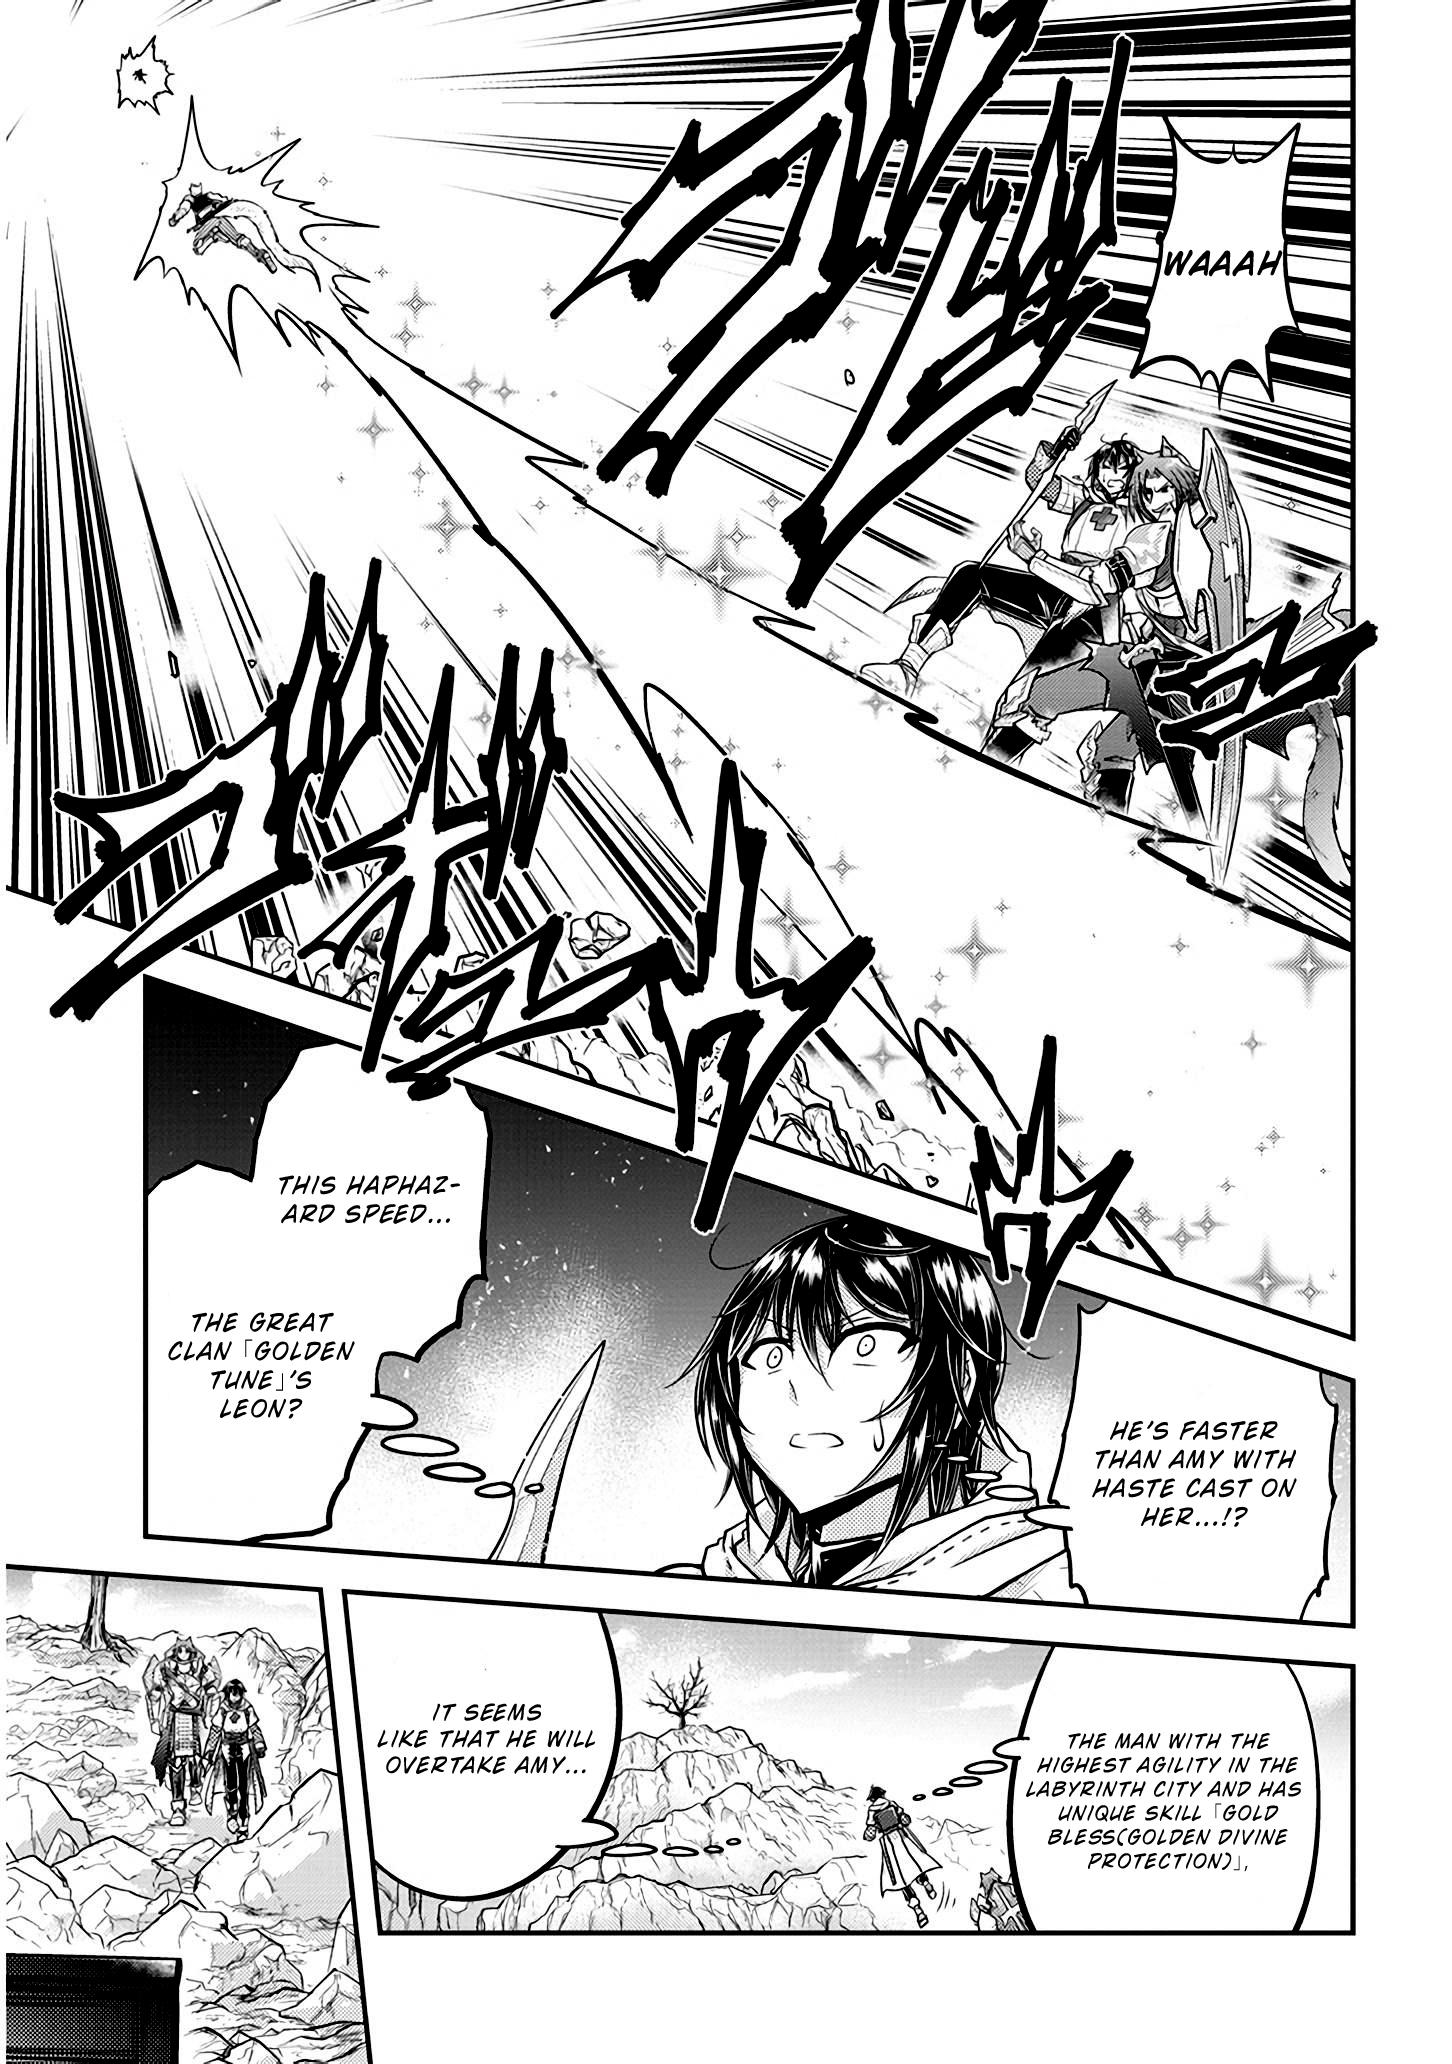 WAAAH
HE'S FASTER
THAN AMY WITH
HASTE CAST ON
HER...!?
THIS HAPHAZ-
ARD SPEED...
THE GREAT
CLAN 「GOLDEN
TUNE」'S
LEON?
THE MAN WITH THE
HIGHEST AGILITY IN THE
LABYRINTH CITY AND HAS
UNIQUE SKILL 「GOLD
BLESS(GOLDEN DIVINE
PROTECTION)」,
IT SEEMS
LIKE THAT HE WILL
OVERTAKE AMY...